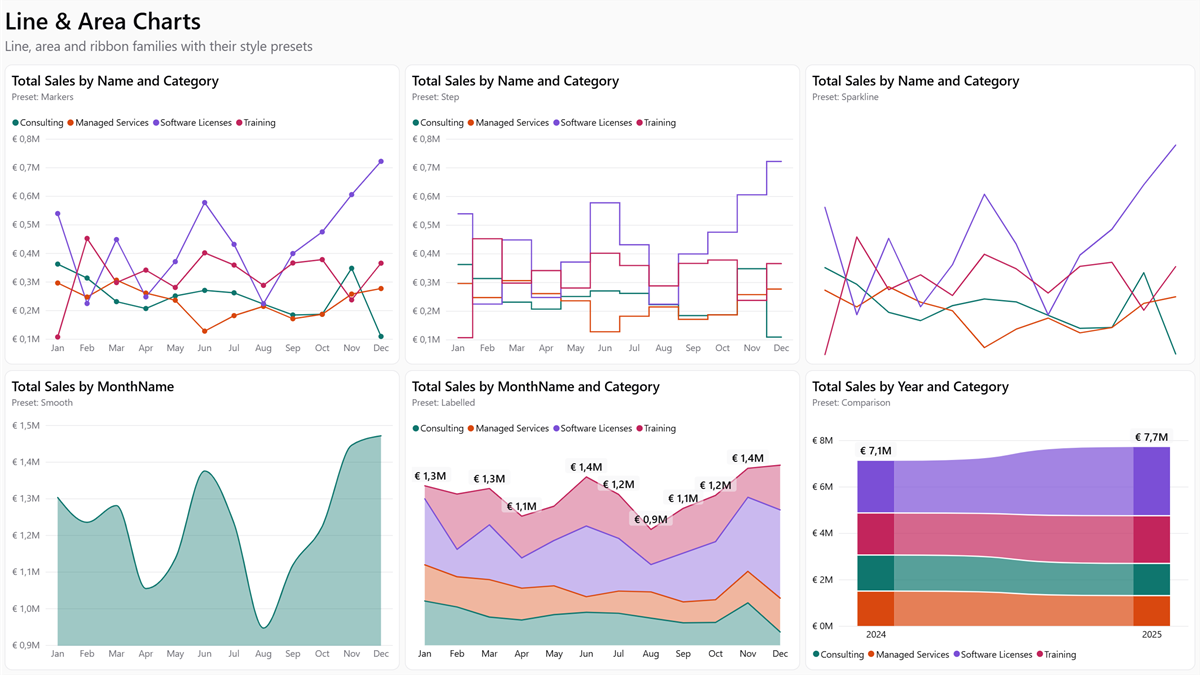 Line & Area Charts
Line, area and ribbon families with their style presets
Total Sales by Name and Category
Preset: Markers
Consulting Managed Services Software Licenses Training
€ 0,8M
€ 0,7M
€ 0,6M
€ 0,5M
€ 0,4M
€ 0,3M
€ 0,2M
€ 0,1M
Jan Feb Mar Apr May Jun Jul Aug Sep Oct Nov Dec
Total Sales by Name and Category
Preset: Step
Consulting Managed Services Software Licenses Training
€ 0,8M
€ 0,7M
€ 0,6M
€ 0,5M
€ 0,4M
€ 0,3M
€ 0,2M
€ 0,1M
Jan Feb Mar Apr May Jun Jul Aug Sep Oct Nov Dec
Total Sales by Name and Category
Preset: Sparkline
Total Sales by MonthName
Preset: Smooth
€ 1,5M
€ 1,4M
€ 1,3M
€ 1,2M
€ 1,1M
€ 1,0M
€ 0,9M
Jan Feb Mar Apr May Jun Jul Aug Sep Oct Nov Dec
Total Sales by MonthName and Category
Preset: Labelled
Consulting Managed Services Software Licenses Training
€ 1,3M € 1,3M € 1,1M € 1,4M € 1,2M € 0,9M € 1,1M € 1,2M € 1,4M
Jan Feb Mar Apr May Jun Jul Aug Sep Oct Nov Dec
Total Sales by Year and Category
Preset: Comparison
€ 8M
€ 7,1M € 7,7M
€ 6M
€ 4M
€ 2M
€ 0M
2024 2025
Consulting Managed Services Software Licenses Training